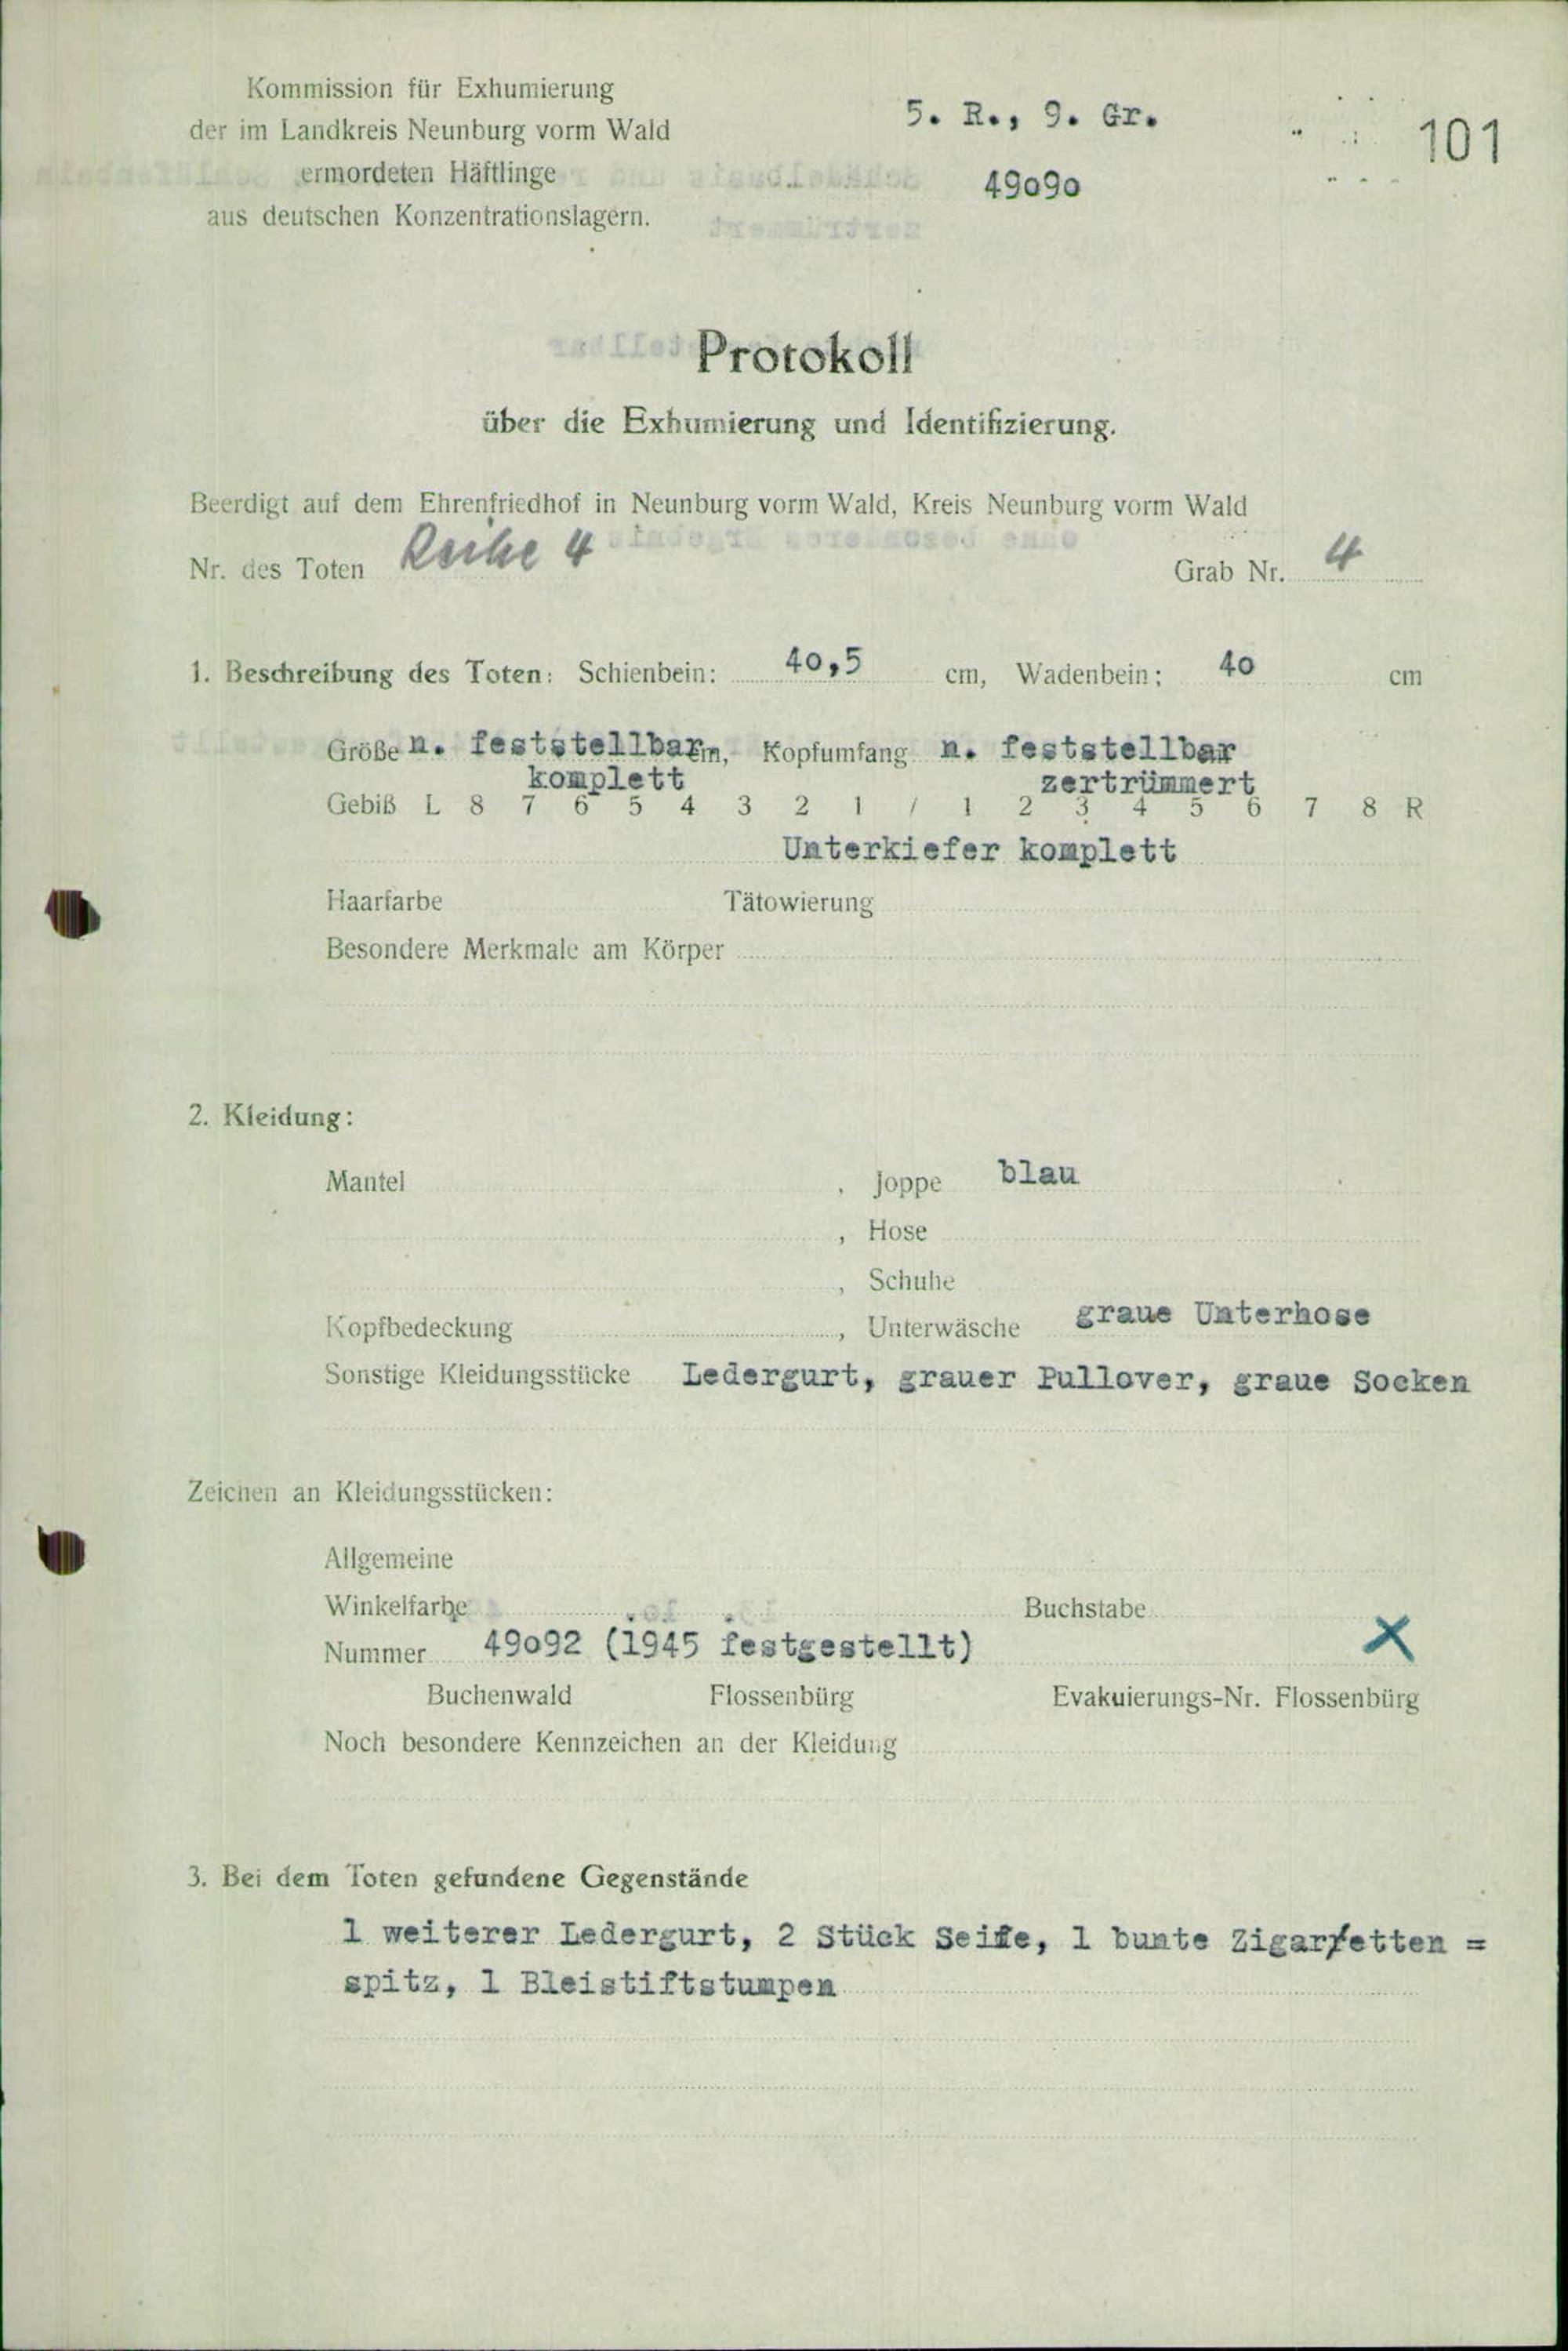 Kommission für Exhumierung
der im Landkreis Neunburg vorm Wald
ermordeten Häftlinge
aus deutschen Konzentrationslagern.
5. R., 9. Gr.
49090
101
Protokoll
über die Exhumierung und Identifizierung.
Beerdigt auf dem Ehrenfriedhof in Neunburg vorm Wald, Kreis Neunburg vorm Wald
Nr. des Toten Reihe 4 Grab Nr. 4
1. Beschreibung des Toten: Schienbein: 40,5 cm, Wadenbein: 40 cm
Größe n. feststellbar m, Kopfumfang n. feststellbar
komplett zertrümmert
Gebiß L 8 7 6 5 4 3 2 1 / 1 2 3 4 5 6 7 8 R
Unterkiefer komplett
Haarfarbe Tätowierung
Besondere Merkmale am Körper
2. Kleidung:
Mantel , Joppe blau
, Hose
, Schuhe
Kopfbedeckung , Unterwäsche graue Unterhose
Sonstige Kleidungsstücke Ledergurt, grauer Pullover, graue Socken
Zeichen an Kleidungsstücken:
Allgemeine
Winkelfarbe Buchstabe
Nummer 49092 (1945 festgestellt) X
Buchenwald Flossenbürg Evakuierungs-Nr. Flossenbürg
Noch besondere Kennzeichen an der Kleidung
3. Bei dem Toten gefundene Gegenstände
1 weiterer Ledergurt, 2 Stück Seife, 1 bunte Zigar/etten =
spitz, 1 Bleistiftstumpen